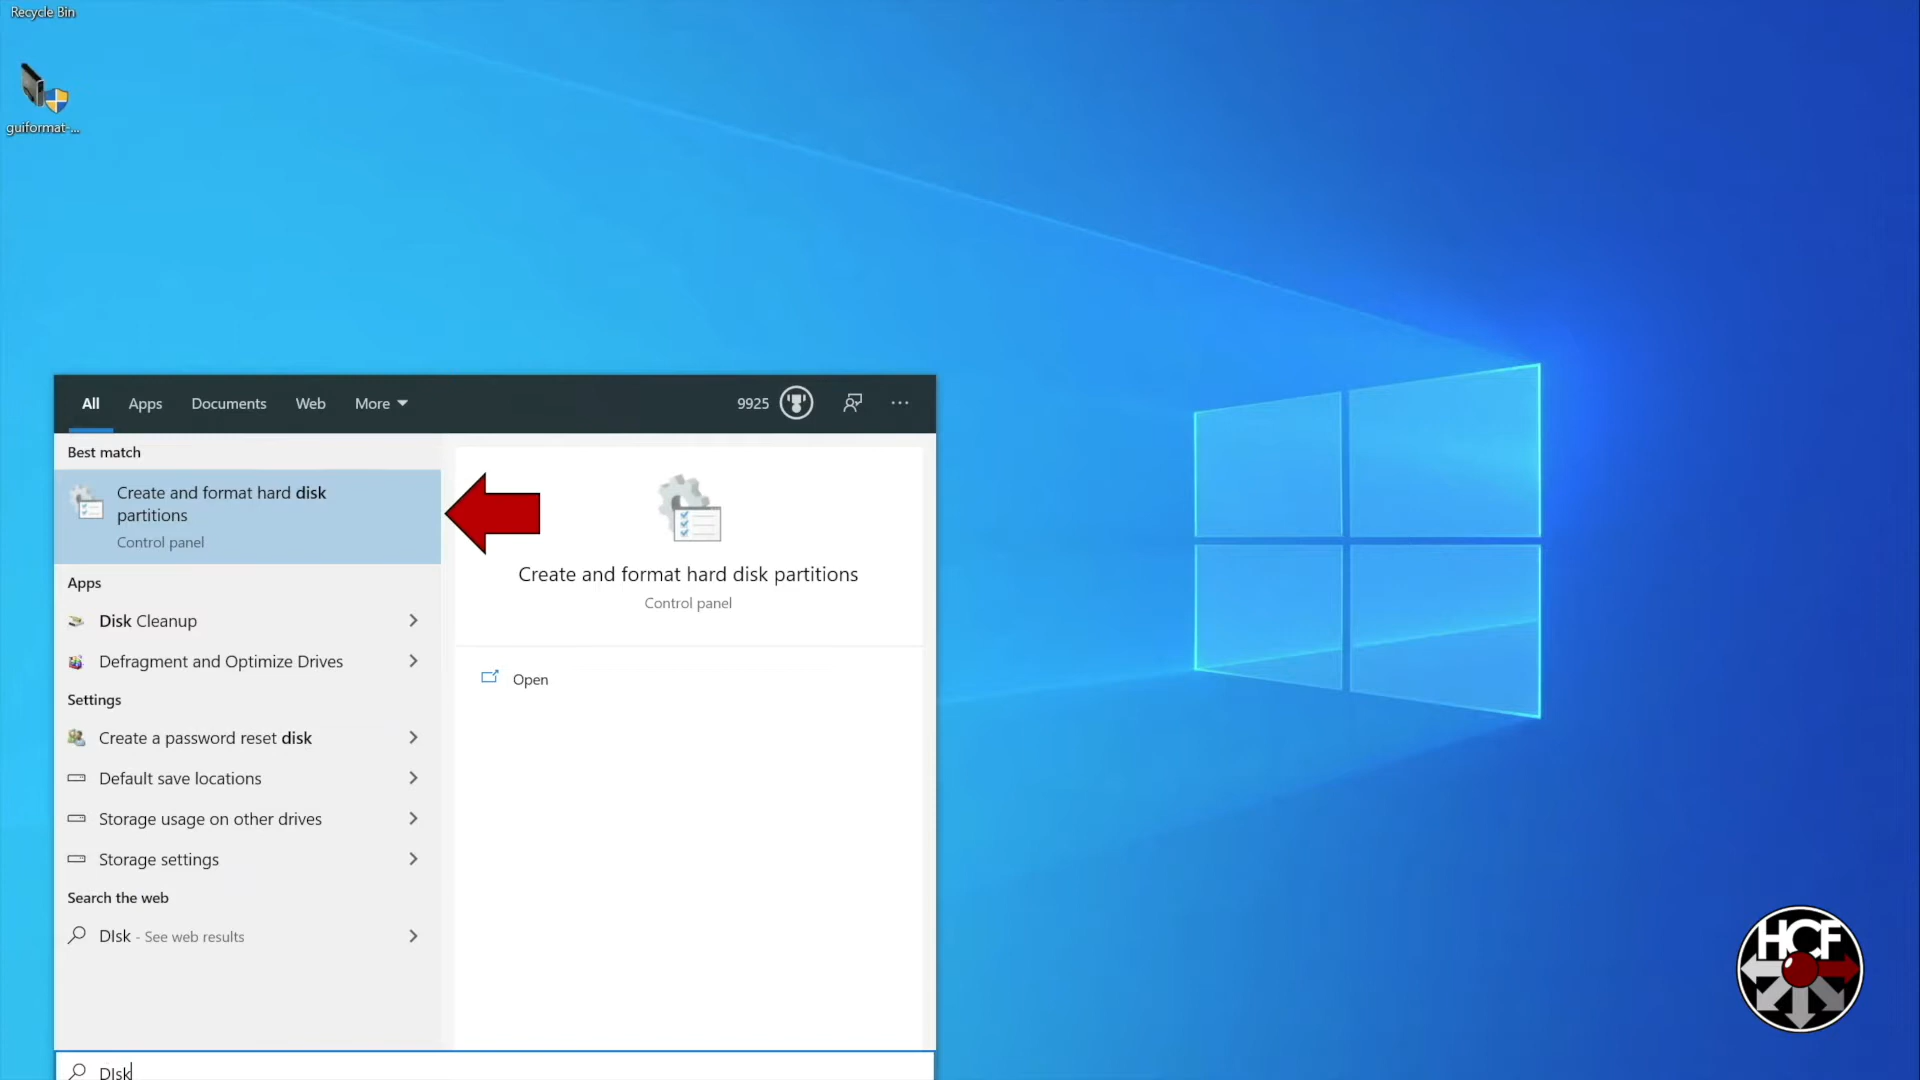 Recycle Bin
guiformat-...
All Apps Documents Web More 9925
Best match
Create and format hard disk
partitions
Control panel
Apps
Disk Cleanup
Defragment and Optimize Drives
Settings
Create a password reset disk
Default save locations
Storage usage on other drives
Storage settings
Search the web
DIsk - See web results
Create and format hard disk partitions
Control panel
Open
DIsk
HCF